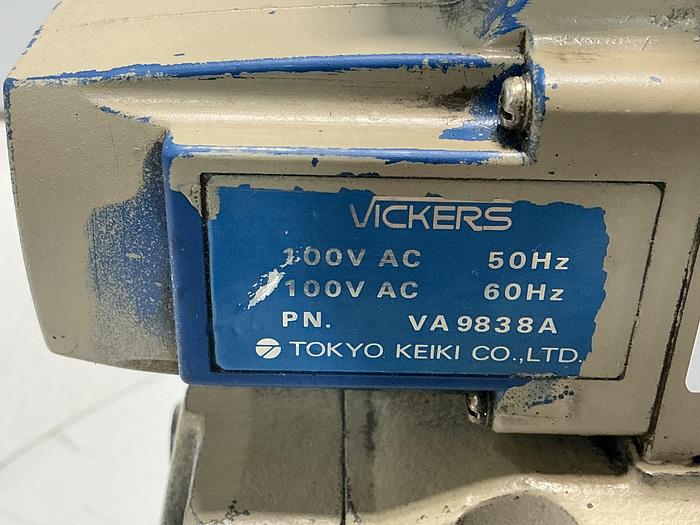 VICKERS
100V AC 50Hz
100V AC 60Hz
PN. VA9838A
TOKYO KEIKI CO.,LTD.